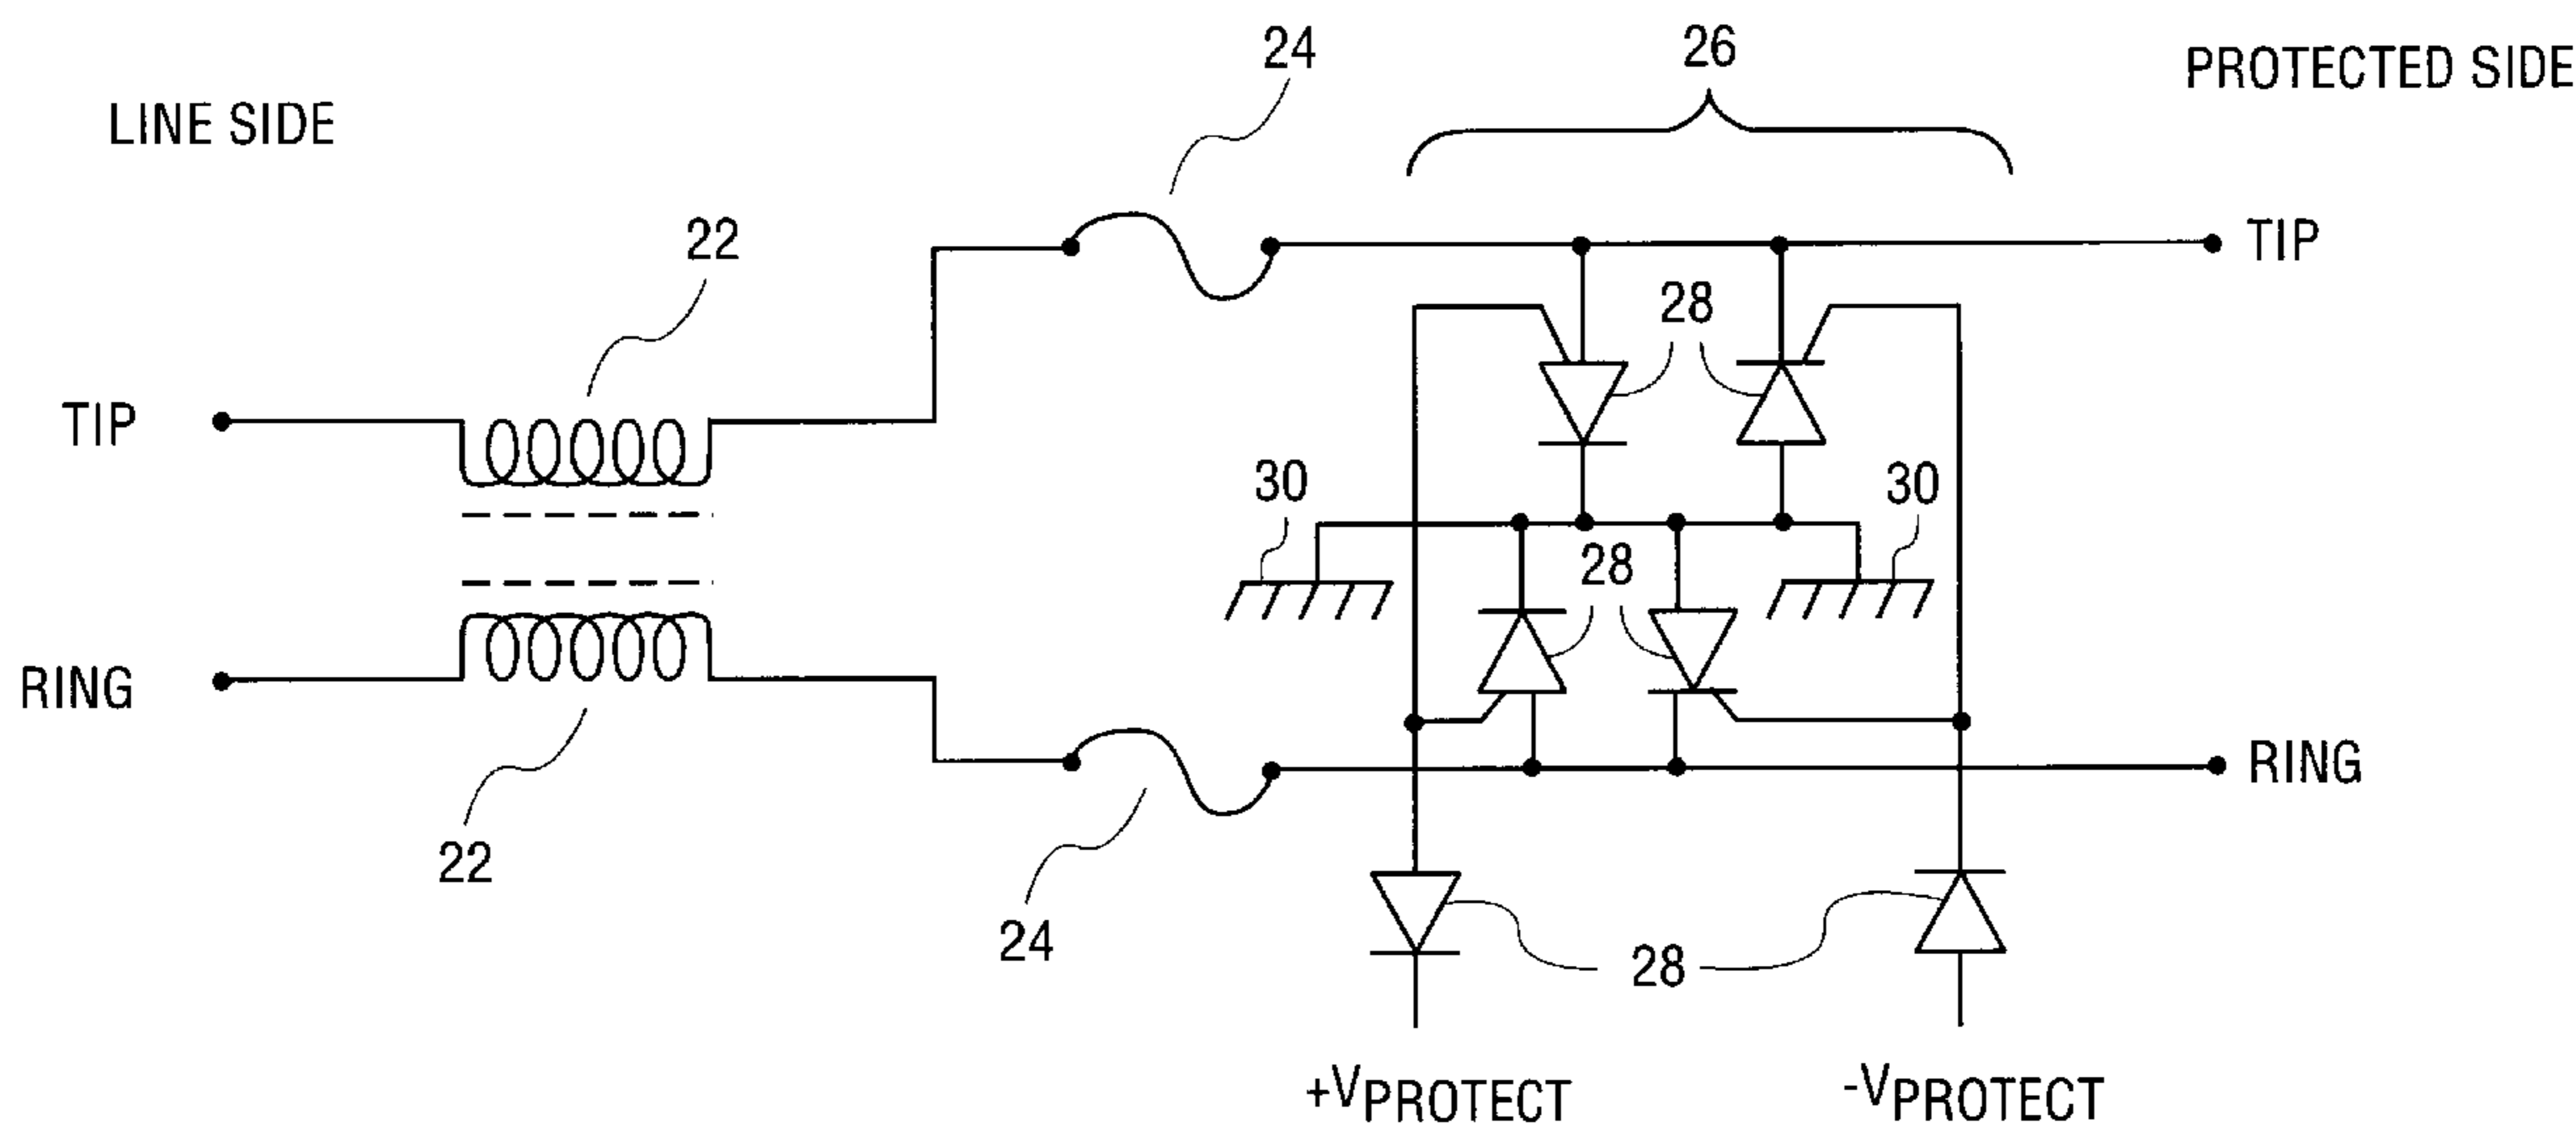 24
26
PROTECTED SIDE
LINE SIDE
22
TIP
28
TIP
30
30
28
RING
RING
22
24
28
+VPROTECT
-VPROTECT